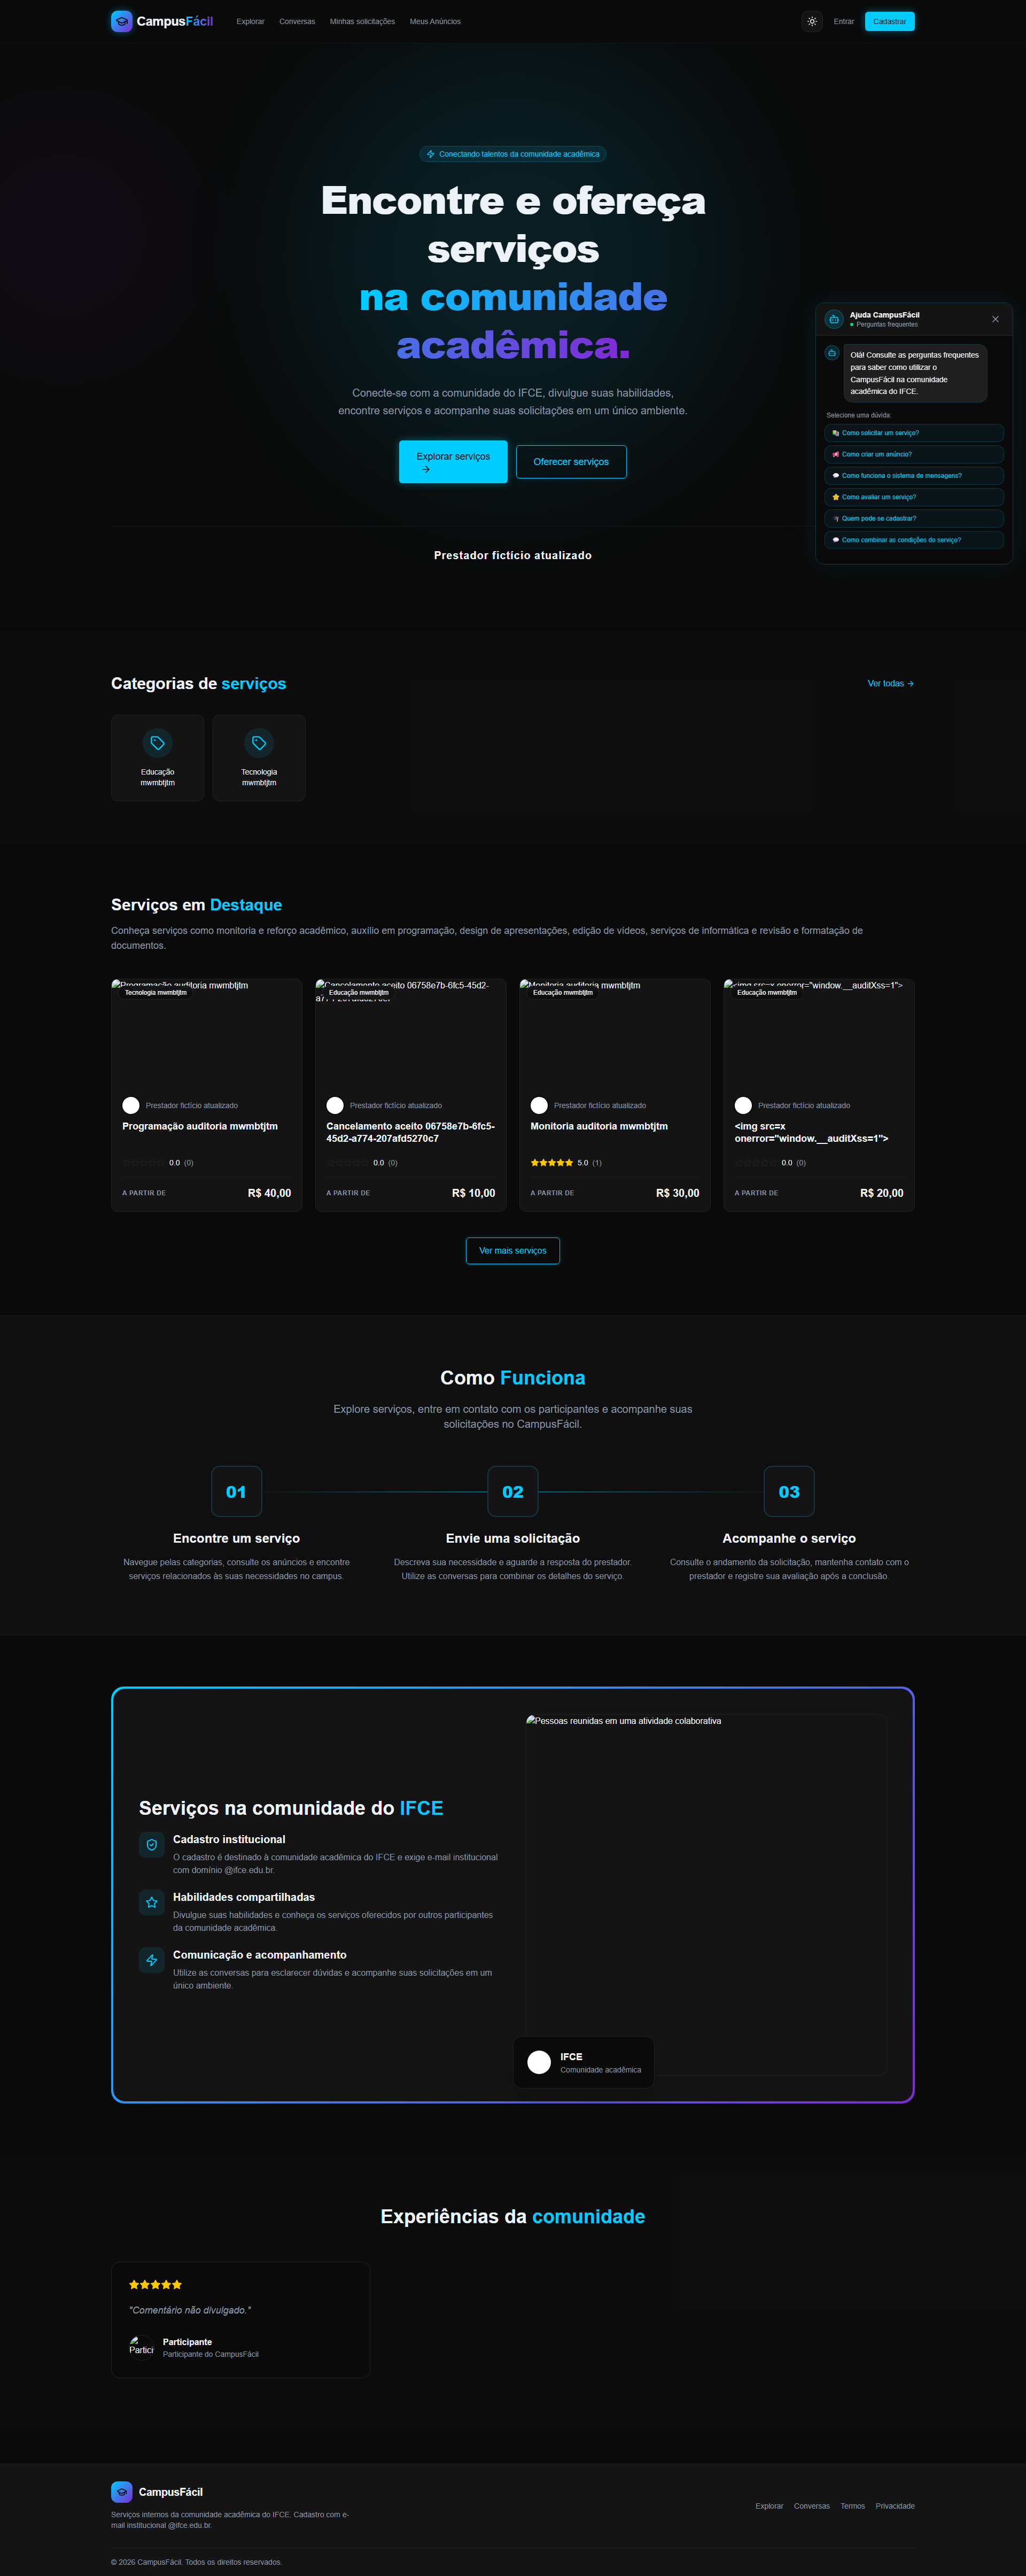 CampusFácil
Explorar
Conversas
Minhas solicitações
Meus Anúncios
Entrar
Cadastrar
Conectando talentos da comunidade acadêmica
Encontre e ofereça
serviços
na comunidade
acadêmica.
Conecte-se com a comunidade do IFCE, divulgue suas habilidades,
encontre serviços e acompanhe suas solicitações em um único ambiente.
Explorar serviços
→
Oferecer serviços
Prestador fictício atualizado
Ajuda CampusFácil
Perguntas frequentes
Olá! Consulte as perguntas frequentes
para saber como utilizar o
CampusFácil na comunidade
acadêmica do IFCE.
Selecione uma dúvida:
Como solicitar um serviço?
Como criar um anúncio?
Como funciona o sistema de mensagens?
Como avaliar um serviço?
Quem pode se cadastrar?
Como combinar as condições do serviço?
Categorias de serviços
Ver todas →
Educação
mwmbtjtm
Tecnologia
mwmbtjtm
Serviços em Destaque
Conheça serviços como monitoria e reforço acadêmico, auxílio em programação, design de apresentações, edição de vídeos, serviços de informática e revisão e formatação de
documentos.
Programação auditoria mwmbtjtm
Tecnologia mwmbtjtm
Prestador fictício atualizado
Programação auditoria mwmbtjtm
0.0 (0)
A PARTIR DE
R$ 40,00
Cancelamento aceito 06758e7b-6fc5-45d2-
Educação mwmbtjtm
Prestador fictício atualizado
Cancelamento aceito 06758e7b-6fc5-
45d2-a774-207afd5270c7
0.0 (0)
A PARTIR DE
R$ 10,00
Monitoria auditoria mwmbtjtm
Educação mwmbtjtm
Prestador fictício atualizado
Monitoria auditoria mwmbtjtm
5.0 (1)
A PARTIR DE
R$ 30,00
<img src=x onerror="window.__auditXss=1">
Educação mwmbtjtm
Prestador fictício atualizado
<img src=x
onerror="window.__auditXss=1">
0.0 (0)
A PARTIR DE
R$ 20,00
Ver mais serviços
Como Funciona
Explore serviços, entre em contato com os participantes e acompanhe suas
solicitações no CampusFácil.
01
Encontre um serviço
Navegue pelas categorias, consulte os anúncios e encontre
serviços relacionados às suas necessidades no campus.
02
Envie uma solicitação
Descreva sua necessidade e aguarde a resposta do prestador.
Utilize as conversas para combinar os detalhes do serviço.
03
Acompanhe o serviço
Consulte o andamento da solicitação, mantenha contato com o
prestador e registre sua avaliação após a conclusão.
Serviços na comunidade do IFCE
Cadastro institucional
O cadastro é destinado à comunidade acadêmica do IFCE e exige e-mail institucional
com domínio @ifce.edu.br.
Habilidades compartilhadas
Divulgue suas habilidades e conheça os serviços oferecidos por outros participantes
da comunidade acadêmica.
Comunicação e acompanhamento
Utilize as conversas para esclarecer dúvidas e acompanhe suas solicitações em um
único ambiente.
Pessoas reunidas em uma atividade colaborativa
IFCE
Comunidade acadêmica
Experiências da comunidade
"Comentário não divulgado."
Partici
Participante
Participante do CampusFácil
CampusFácil
Serviços internos da comunidade acadêmica do IFCE. Cadastro com e-
mail institucional @ifce.edu.br.
Explorar
Conversas
Termos
Privacidade
© 2026 CampusFácil. Todos os direitos reservados.